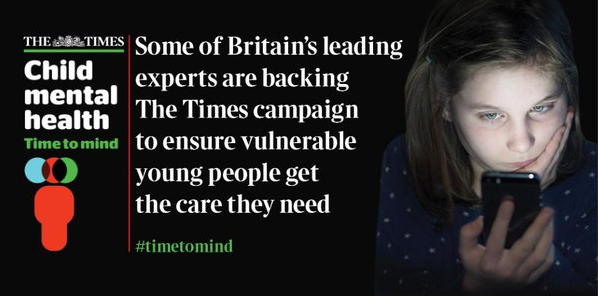 THE TIMES
Child
mental
health
Time to mind
Some of Britain's leading
experts are backing
The Times campaign
to ensure vulnerable
young people get
the care they need
#timetomind